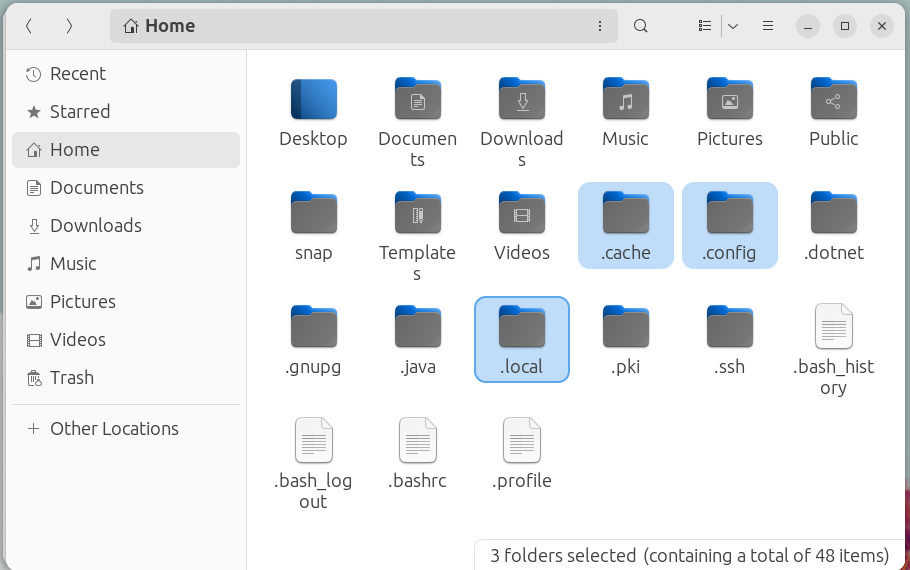 Home
Recent
Starred
Home
Documents
Downloads
Music
Pictures
Videos
Trash
Other Locations
Desktop
Documen
ts
Download
s
Music
Pictures
Public
snap
Template
s
Videos
.cache
.config
.dotnet
.gnupg
.java
.local
.pki
.ssh
.bash_hist
ory
.bash_log
out
.bashrc
.profile
3 folders selected (containing a total of 48 items)